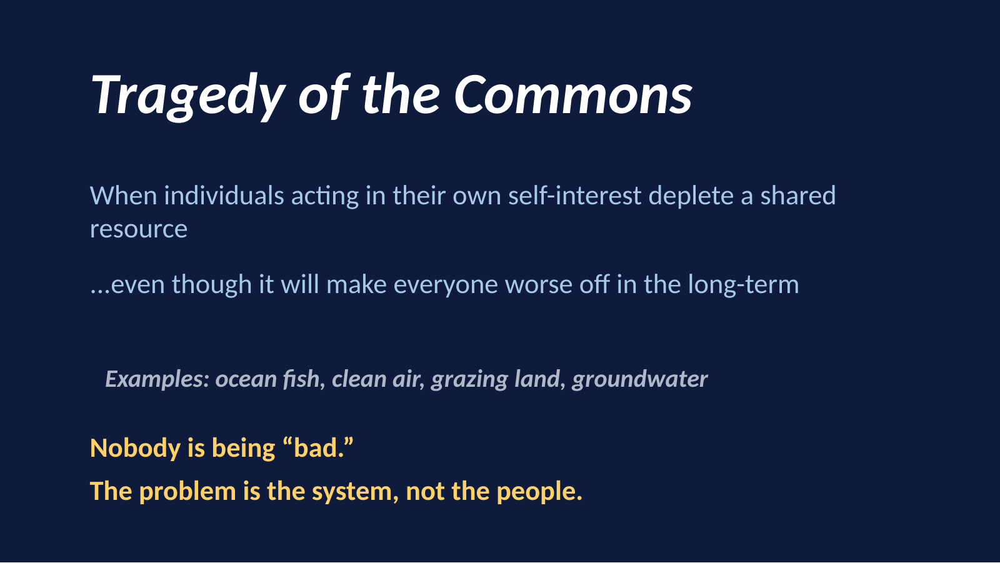 Tragedy of the Commons
When individuals acting in their own self-interest deplete a shared
resource
...even though it will make everyone worse off in the long-term
Examples: ocean fish, clean air, grazing land, groundwater
Nobody is being “bad.”
The problem is the system, not the people.